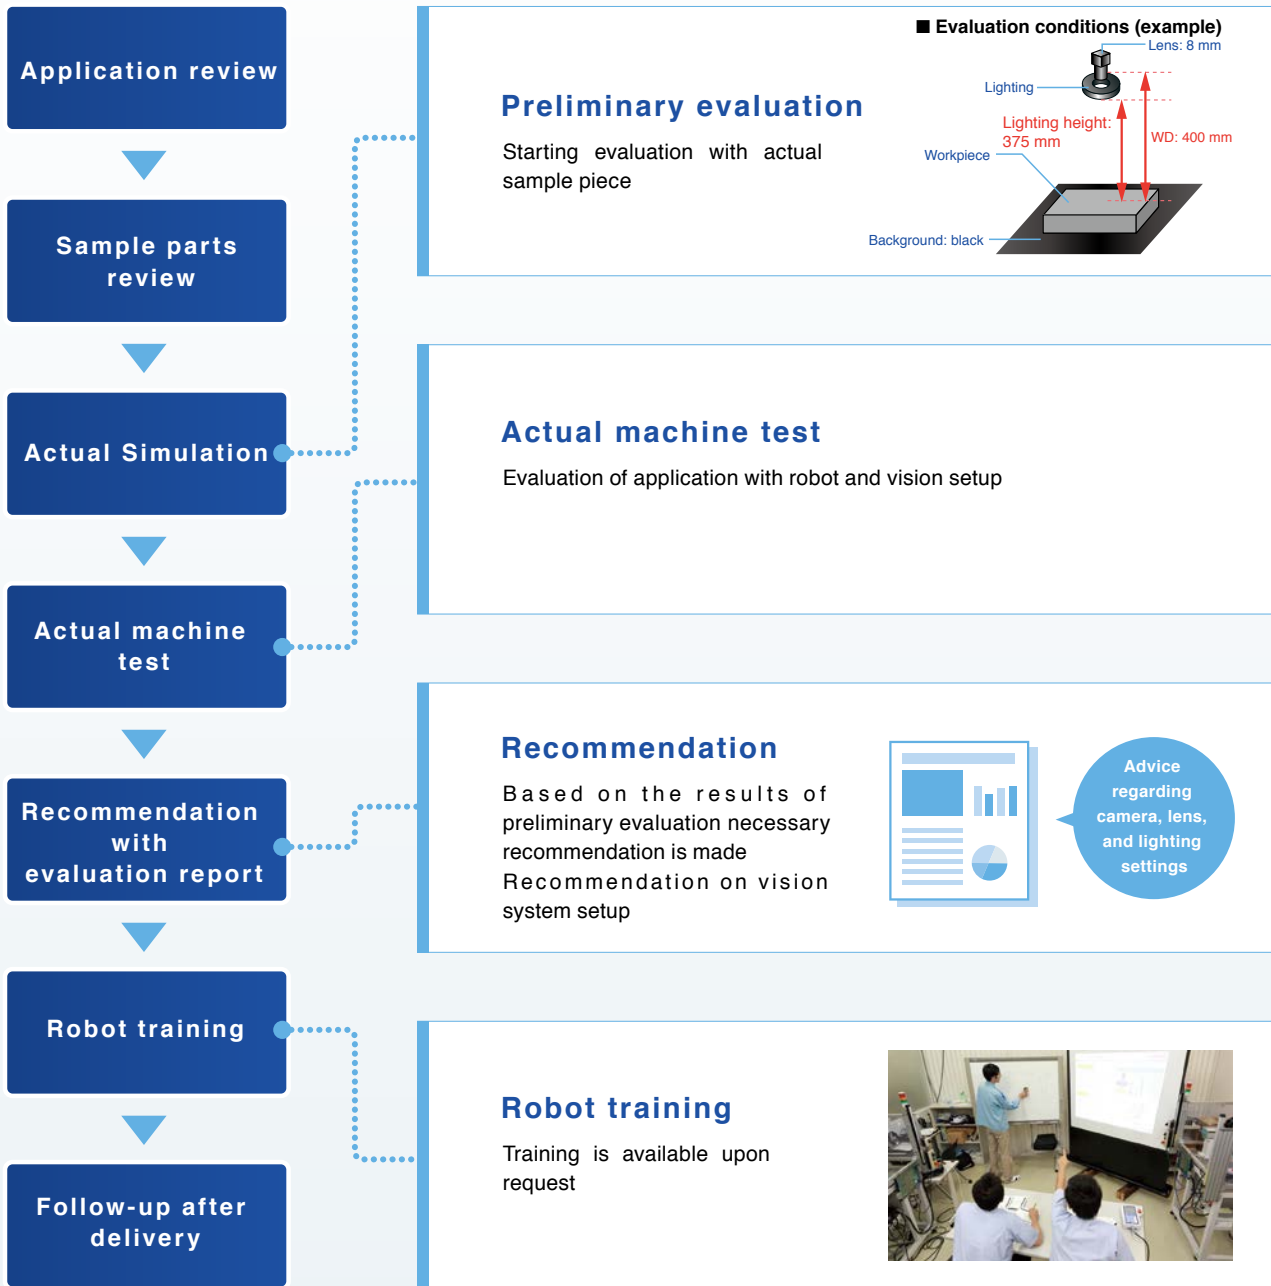 Application review
Sample parts
review
Actual Simulation
Actual machine
test
Recommendation
with
evaluation report
Robot training
Follow-up after
delivery
Preliminary evaluation
Starting evaluation with actual
sample piece
■ Evaluation conditions (example)
Lens: 8 mm
Lighting
Lighting height:
375 mm
WD: 400 mm
Workpiece
Background: black
Actual machine test
Evaluation of application with robot and vision setup
Recommendation
Based on the results of
preliminary evaluation necessary
recommendation is made
Recommendation on vision
system setup
Advice
regarding
camera, lens,
and lighting
settings
Robot training
Training is available upon
request